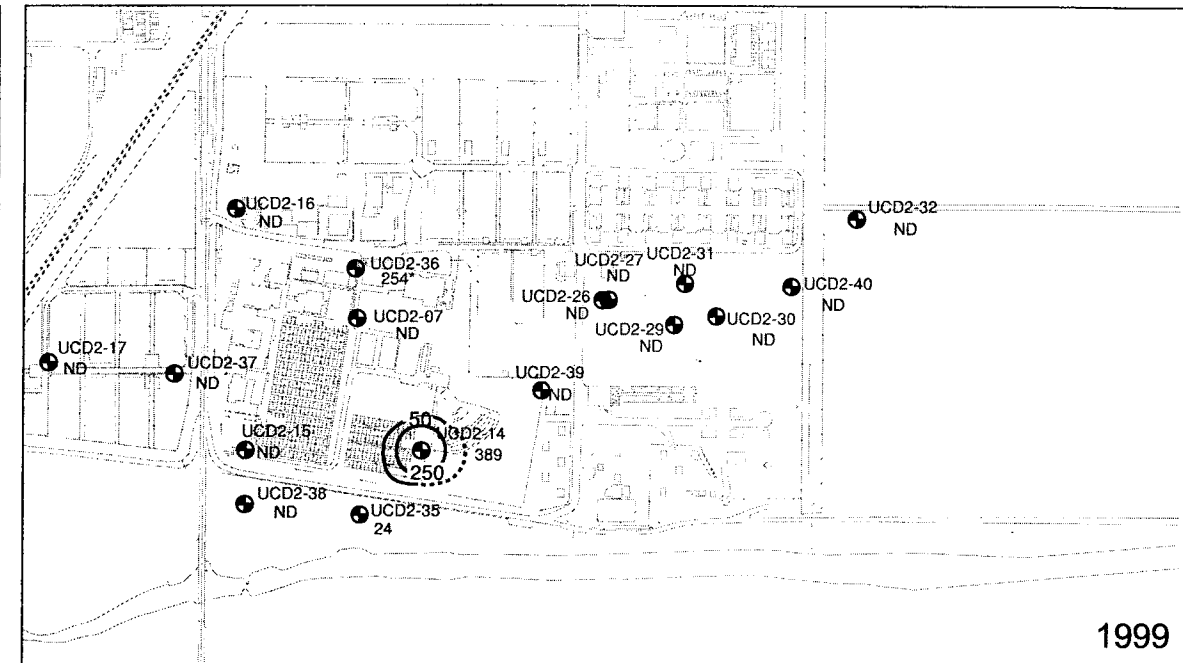 UCD2-16
ND
UCD2-32
ND
UCD2-36
254*
UCD2-27
ND
UCD2-31
ND
UCD2-40
ND
UCD2-26
ND
UCD2-07
ND
UCD2-29
ND
UCD2-30
ND
UCD2-17
ND
UCD2-37
ND
UCD2-39
ND
50
UCD2-15
ND
UCD2-14
389
250
UCD2-38
ND
UCD2-35
24
1999